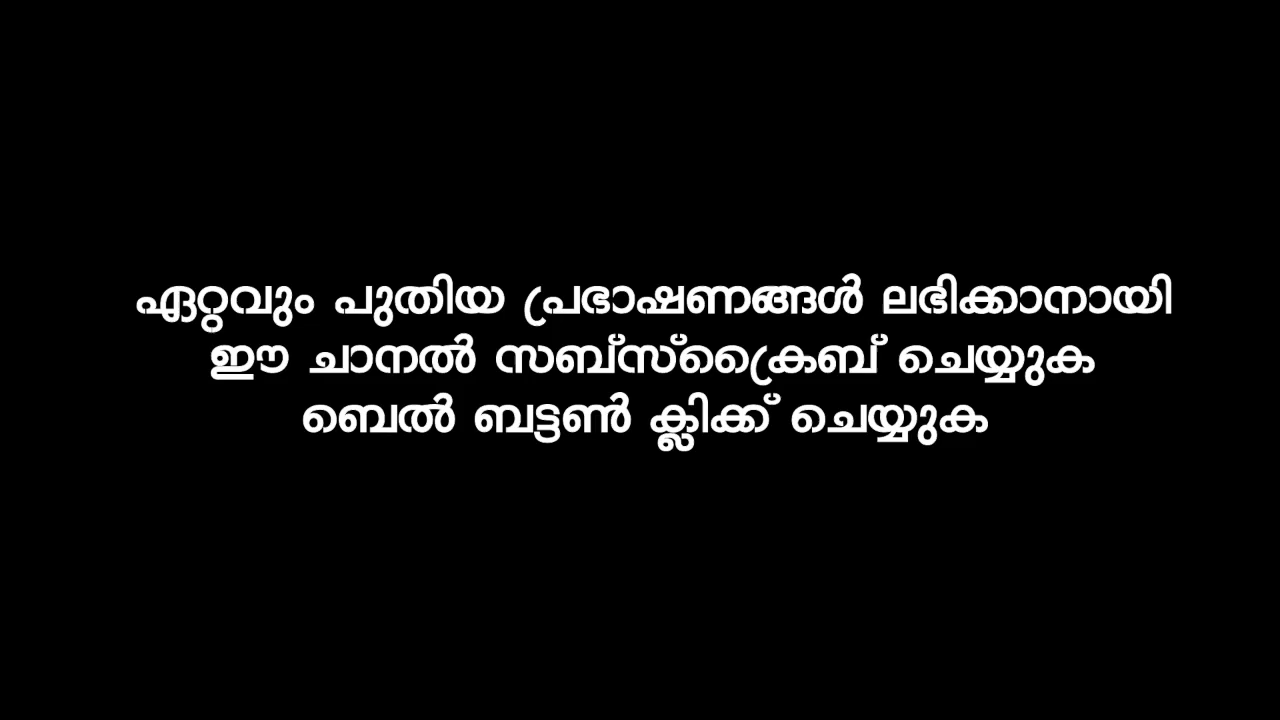 ഏറ്റവും പുതിയ പ്രഭാഷണങ്ങൾ ലഭിക്കാനായി
ഈ ചാനൽ സബ്സ്ക്രൈബ് ചെയ്യുക
ബെൽ ബട്ടൺ ക്ലിക്ക് ചെയ്യുക